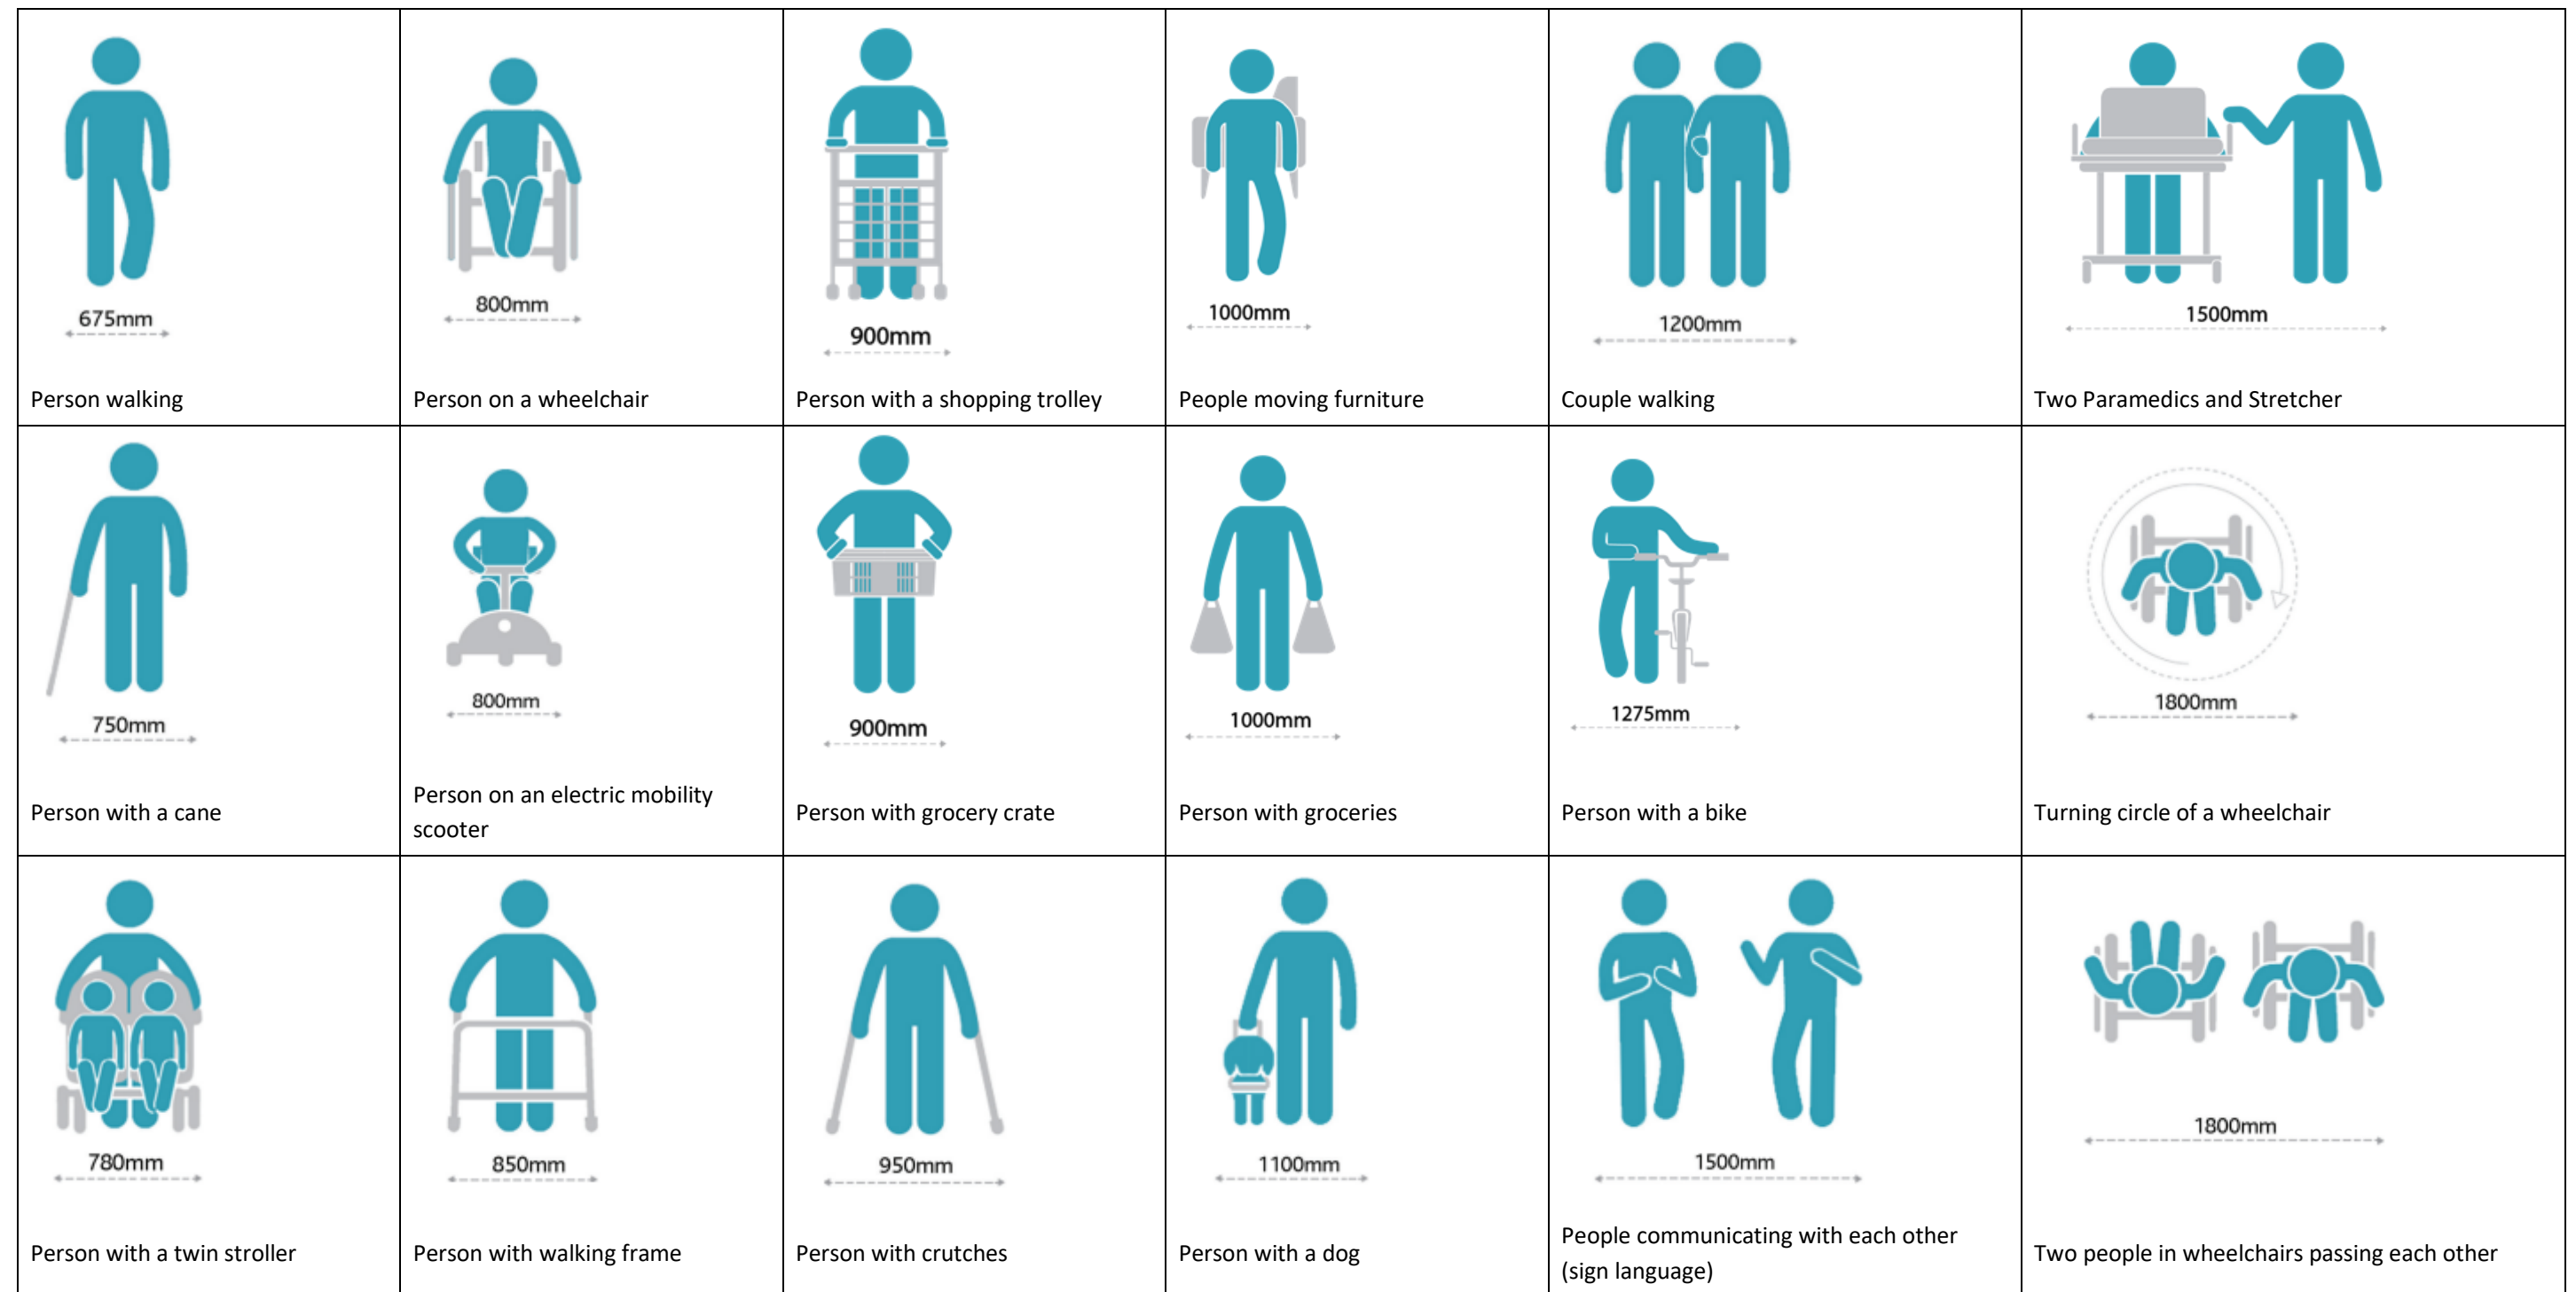 675mm
Person walking
800mm
Person on a wheelchair
900mm
Person with a shopping trolley
1000mm
People moving furniture
1200mm
Couple walking
1500mm
Two Paramedics and Stretcher
750mm
Person with a cane
800mm
Person on an electric mobility
scooter
900mm
Person with grocery crate
1000mm
Person with groceries
1275mm
Person with a bike
1800mm
Turning circle of a wheelchair
780mm
Person with a twin stroller
850mm
Person with walking frame
950mm
Person with crutches
1100mm
Person with a dog
1500mm
People communicating with each other
(sign language)
1800mm
Two people in wheelchairs passing each other